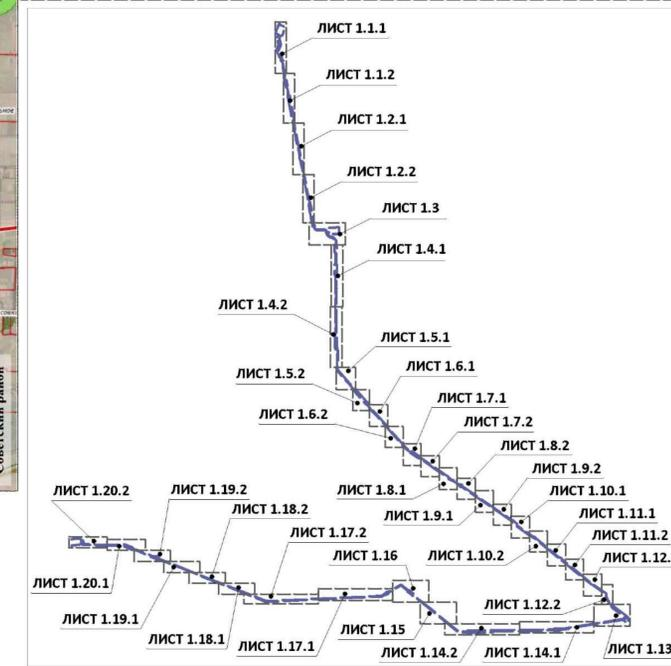 ЛИСТ 1.1.1
ЛИСТ 1.1.2
ЛИСТ 1.2.1
ЛИСТ 1.2.2
ЛИСТ 1.3
ЛИСТ 1.4.1
ЛИСТ 1.4.2
ЛИСТ 1.5.1
ЛИСТ 1.6.1
ЛИСТ 1.5.2
ЛИСТ 1.7.1
ЛИСТ 1.6.2
ЛИСТ 1.7.2
ЛИСТ 1.8.2
ЛИСТ 1.9.2
ЛИСТ 1.8.1
ЛИСТ 1.10.1
ЛИСТ 1.20.2
ЛИСТ 1.19.2
ЛИСТ 1.18.2
ЛИСТ 1.9.1
ЛИСТ 1.11.1
ЛИСТ 1.17.2
ЛИСТ 1.11.2
ЛИСТ 1.16
ЛИСТ 1.10.2
ЛИСТ 1.12.
ЛИСТ 1.20.1
ЛИСТ 1.12.2
ЛИСТ 1.19.1
ЛИСТ 1.15
ЛИСТ 1.18.1
ЛИСТ 1.17.1
ЛИСТ 1.14.2
ЛИСТ 1.14.1
ЛИСТ 1.13
район